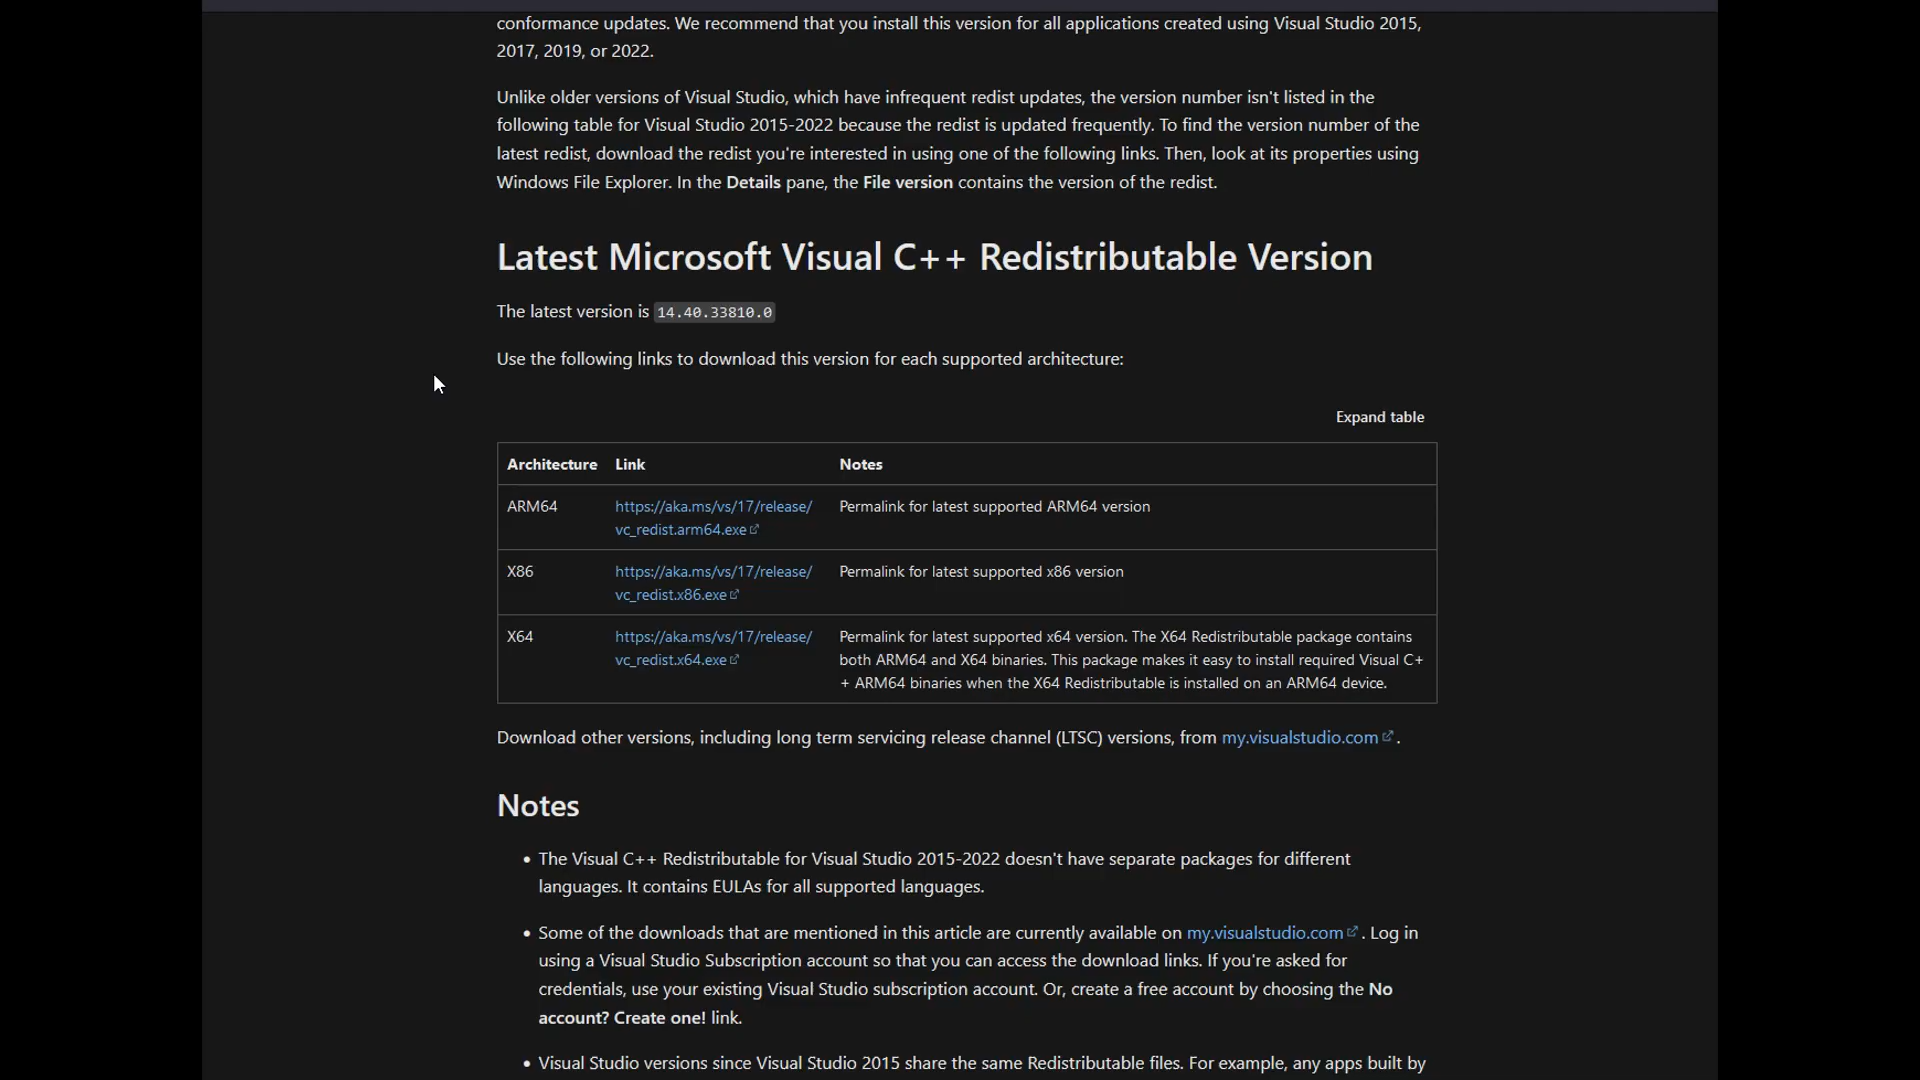 conformance updates. We recommend that you install this version for all applications created using Visual Studio 2015,
2017, 2019, or 2022.
Unlike older versions of Visual Studio, which have infrequent redist updates, the version number isn't listed in the
following table for Visual Studio 2015-2022 because the redist is updated frequently. To find the version number of the
latest redist, download the redist you're interested in using one of the following links. Then, look at its properties using
Windows File Explorer. In the Details pane, the File version contains the version of the redist.
Latest Microsoft Visual C++ Redistributable Version
The latest version is 14.40.33810.0
Use the following links to download this version for each supported architecture:
Expand table
Architecture Link Notes
ARM64 https://aka.ms/vs/17/release/ Permalink for latest supported ARM64 version
vc_redist.arm64.exe
X86 https://aka.ms/vs/17/release/ Permalink for latest supported x86 version
vc_redist.x86.exe
X64 https://aka.ms/vs/17/release/ Permalink for latest supported x64 version. The X64 Redistributable package contains
vc_redist.x64.exe both ARM64 and X64 binaries. This package makes it easy to install required Visual C+
+ ARM64 binaries when the X64 Redistributable is installed on an ARM64 device.
Download other versions, including long term servicing release channel (LTSC) versions, from my.visualstudio.com .
Notes
• The Visual C++ Redistributable for Visual Studio 2015-2022 doesn't have separate packages for different
languages. It contains EULAs for all supported languages.
• Some of the downloads that are mentioned in this article are currently available on my.visualstudio.com . Log in
using a Visual Studio Subscription account so that you can access the download links. If you're asked for
credentials, use your existing Visual Studio subscription account. Or, create a free account by choosing the No
account? Create one! link.
• Visual Studio versions since Visual Studio 2015 share the same Redistributable files. For example, any apps built by